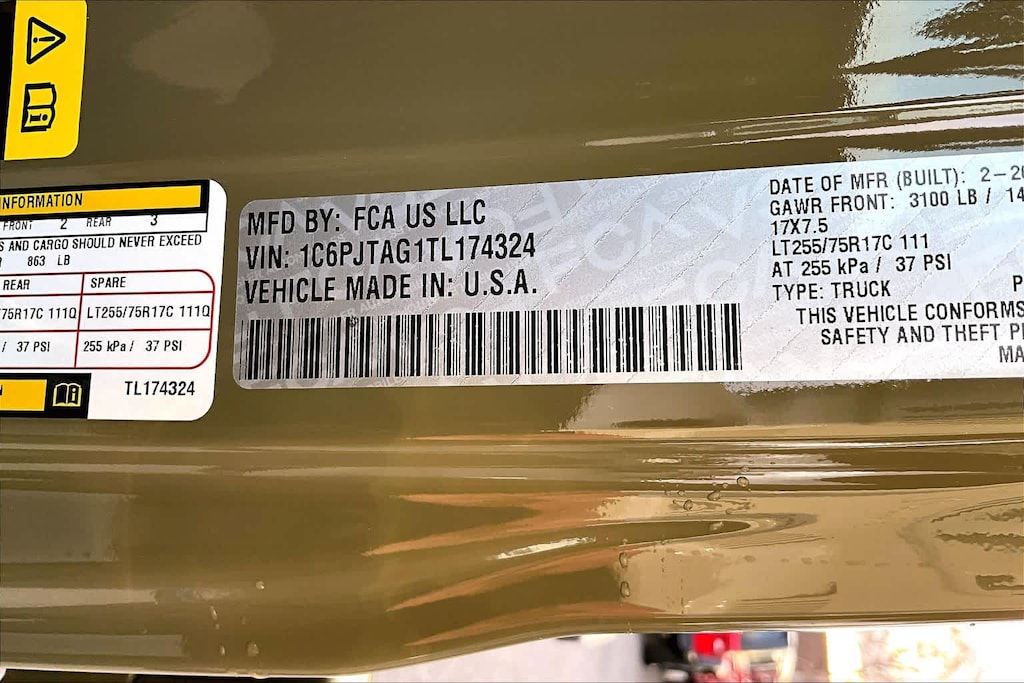 INFORMATION
FRONT 2 REAR 3
S AND CARGO SHOULD NEVER EXCEED
863 LB
REAR SPARE
75R17C 111Q LT255/75R17C 111Q
/ 37 PSI 255 kPa / 37 PSI
TL174324
MFD BY: FCA US LLC
VIN: 1C6PJTAG1TL174324
VEHICLE MADE IN: U.S.A.
DATE OF MFR (BUILT): 2-20
GAWR FRONT: 3100 LB / 14
17X7.5
LT255/75R17C 111
AT 255 kPa / 37 PSI
TYPE: TRUCK P
THIS VEHICLE CONFORMS
SAFETY AND THEFT P
MA